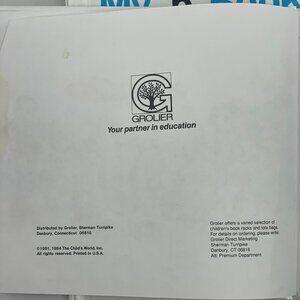 GROLIER
Your partner in education
Distributed by Grolier, Sherman Turnpike
Danbury, Connecticut 06816
©1991, 1984 The Child's World, Inc.
All rights reserved. Printed in U.S.A.
Grolier offers a varied selection of
children's book racks and tote bags.
For details on ordering, please write:
Grolier Direct Marketing
Sherman Turnpike
Danbury, CT 06816
Att: Premium Department